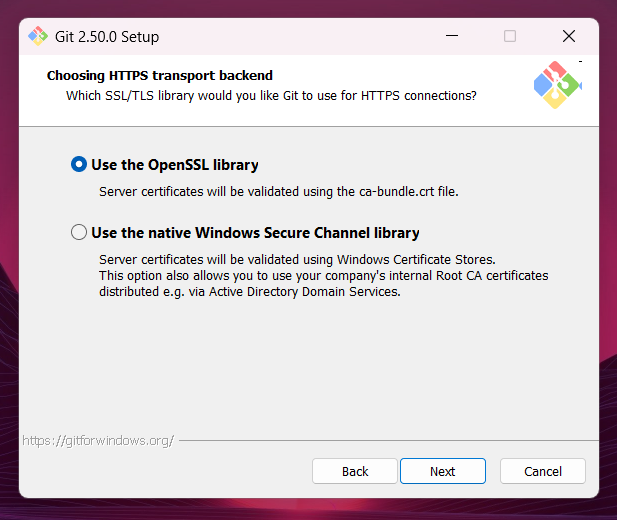 Git 2.50.0 Setup
Choosing HTTPS transport backend
Which SSL/TLS library would you like Git to use for HTTPS connections?
Use the OpenSSL library
Server certificates will be validated using the ca-bundle.crt file.
Use the native Windows Secure Channel library
Server certificates will be validated using Windows Certificate Stores.
This option also allows you to use your company's internal Root CA certificates
distributed e.g. via Active Directory Domain Services.
https://gitforwindows.org/
Back Next Cancel